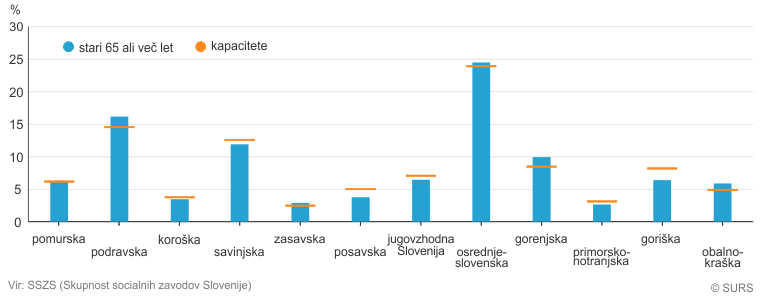 %
30
25
20
15
10
5
0
stari 65 ali več let
kapacitete
pomurska
podravska
koroška
savinjska
zasavska
posavska
jugovzhodna
Slovenija
osrednje-
slovenska
gorenjska
primorsko-
notranjska
goriška
obalno-
kraška
Vir: SSZS (Skupnost socialnih zavodov Slovenije)
© SURS